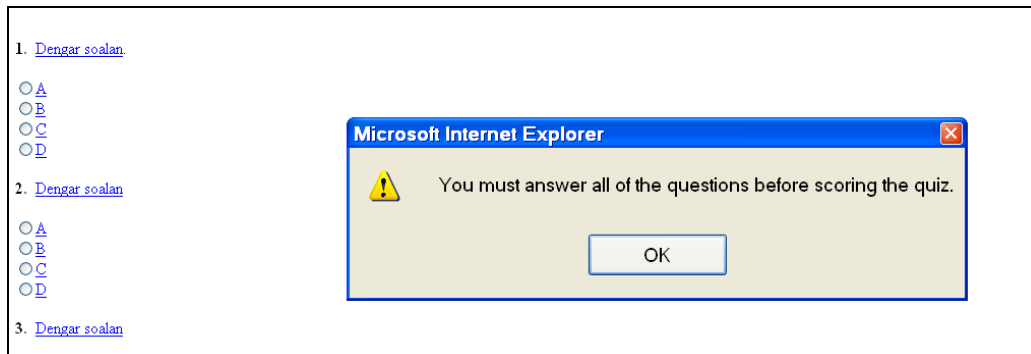 1. Dengar soalan.
A
B
C
D
2. Dengar soalan
A
B
C
D
3. Dengar soalan
Microsoft Internet Explorer
You must answer all of the questions before scoring the quiz.
OK